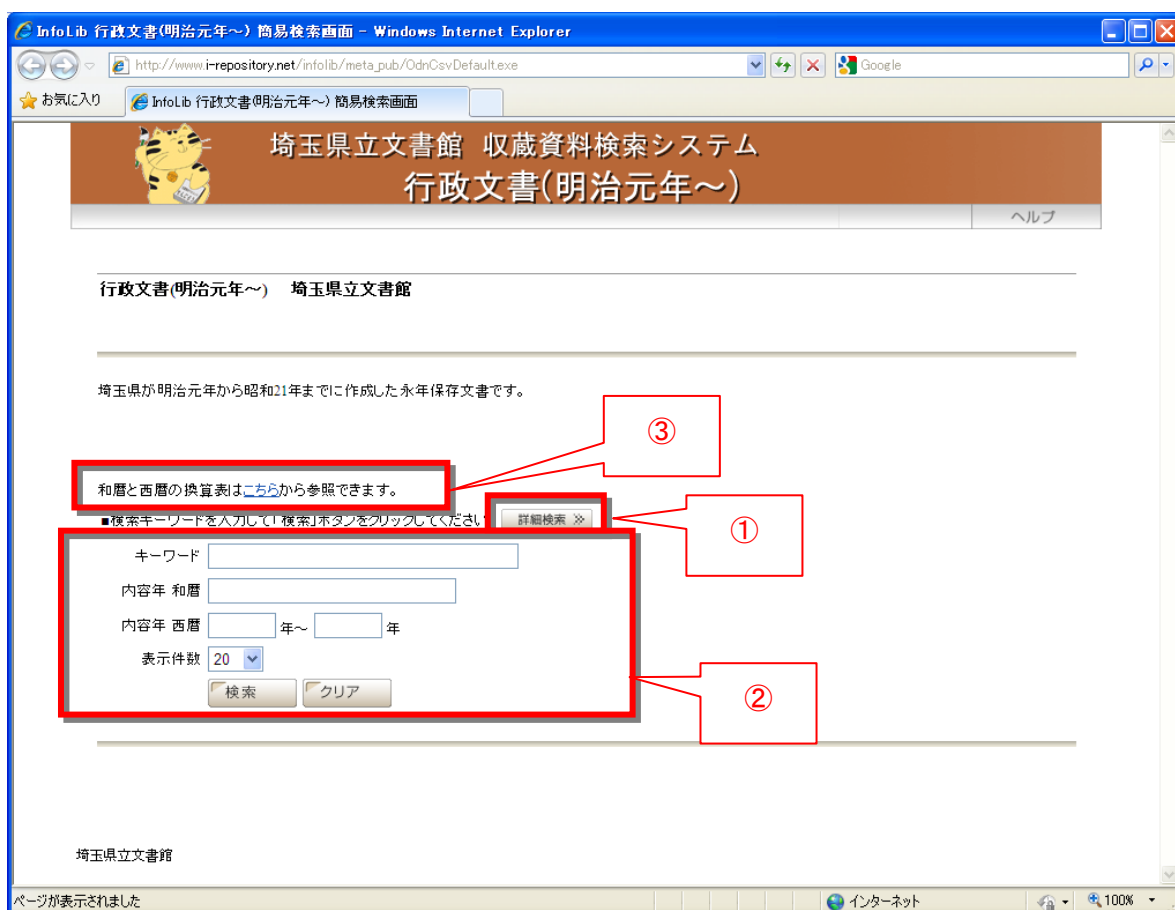 InfoLib 行政文書(明治元年～) 簡易検索画面 - Windows Internet Explorer
http://www.i-repository.net/infolib/meta_pub/OdnCsvDefault.exe
Google
お気に入り
InfoLib 行政文書(明治元年～) 簡易検索画面
埼玉県立文書館 収蔵資料検索システム
行政文書(明治元年～)
ヘルプ
行政文書(明治元年～) 埼玉県立文書館
埼玉県が明治元年から昭和21年までに作成した永年保存文書です。
③
和暦と西暦の換算表はこちらから参照できます。
■検索キーワードを入力して「検索」ボタンをクリックしてください
詳細検索 ≫
①
キーワード
内容年 和暦
内容年 西暦 年～ 年
表示件数 20
検索 クリア
②
埼玉県立文書館
ページが表示されました
インターネット
100%